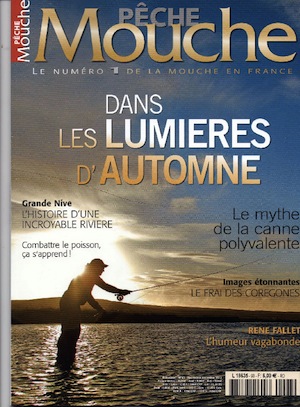 PÊCHE
Mouche
PÊCHE
Mouche
LE NUMÉRO 1 DE LA MOUCHE EN FRANCE
DANS
LES LUMIERES
D'AUTOMNE
Grande Nive
L'HISTOIRE D'UNE
INCROYABLE RIVIERE
Combattre le poisson,
ça s'apprend !
Le mythe
de la canne
polyvalente
Images étonnantes
LE FRAI DES COREGONES
RENE FALLET
L'humeur vagabonde